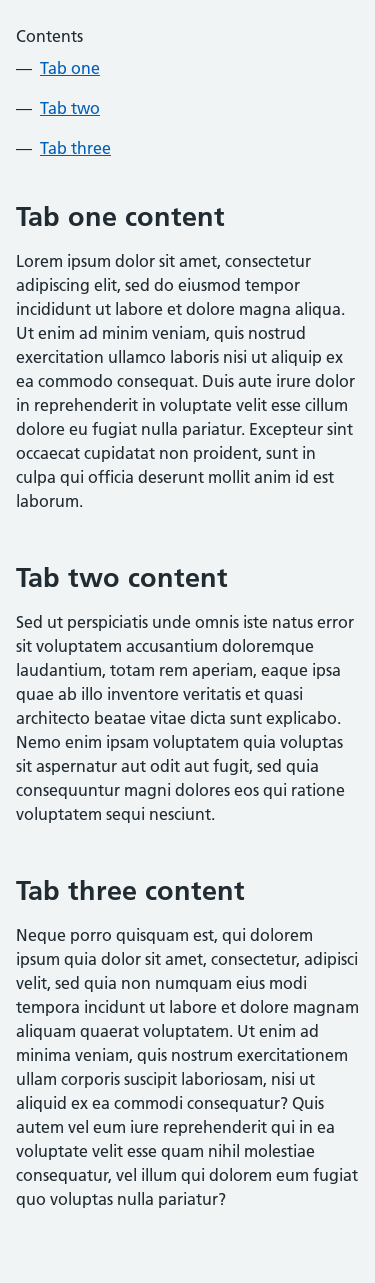 Contents
— Tab one
— Tab two
— Tab three
Tab one content
Lorem ipsum dolor sit amet, consectetur
adipiscing elit, sed do eiusmod tempor
incididunt ut labore et dolore magna aliqua.
Ut enim ad minim veniam, quis nostrud
exercitation ullamco laboris nisi ut aliquip ex
ea commodo consequat. Duis aute irure dolor
in reprehenderit in voluptate velit esse cillum
dolore eu fugiat nulla pariatur. Excepteur sint
occaecat cupidatat non proident, sunt in
culpa qui officia deserunt mollit anim id est
laborum.
Tab two content
Sed ut perspiciatis unde omnis iste natus error
sit voluptatem accusantium doloremque
laudantium, totam rem aperiam, eaque ipsa
quae ab illo inventore veritatis et quasi
architecto beatae vitae dicta sunt explicabo.
Nemo enim ipsam voluptatem quia voluptas
sit aspernatur aut odit aut fugit, sed quia
consequuntur magni dolores eos qui ratione
voluptatem sequi nesciunt.
Tab three content
Neque porro quisquam est, qui dolorem
ipsum quia dolor sit amet, consectetur, adipisci
velit, sed quia non numquam eius modi
tempora incidunt ut labore et dolore magnam
aliquam quaerat voluptatem. Ut enim ad
minima veniam, quis nostrum exercitationem
ullam corporis suscipit laboriosam, nisi ut
aliquid ex ea commodi consequatur? Quis
autem vel eum iure reprehenderit qui in ea
voluptate velit esse quam nihil molestiae
consequatur, vel illum qui dolorem eum fugiat
quo voluptas nulla pariatur?